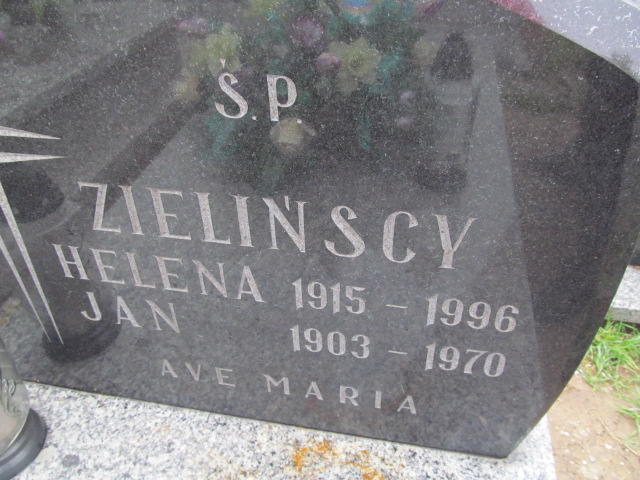 Ś.P.
ZIELIŃSCY
HELENA 1915 - 1996
JAN 1903 - 1970
AVE MARIA